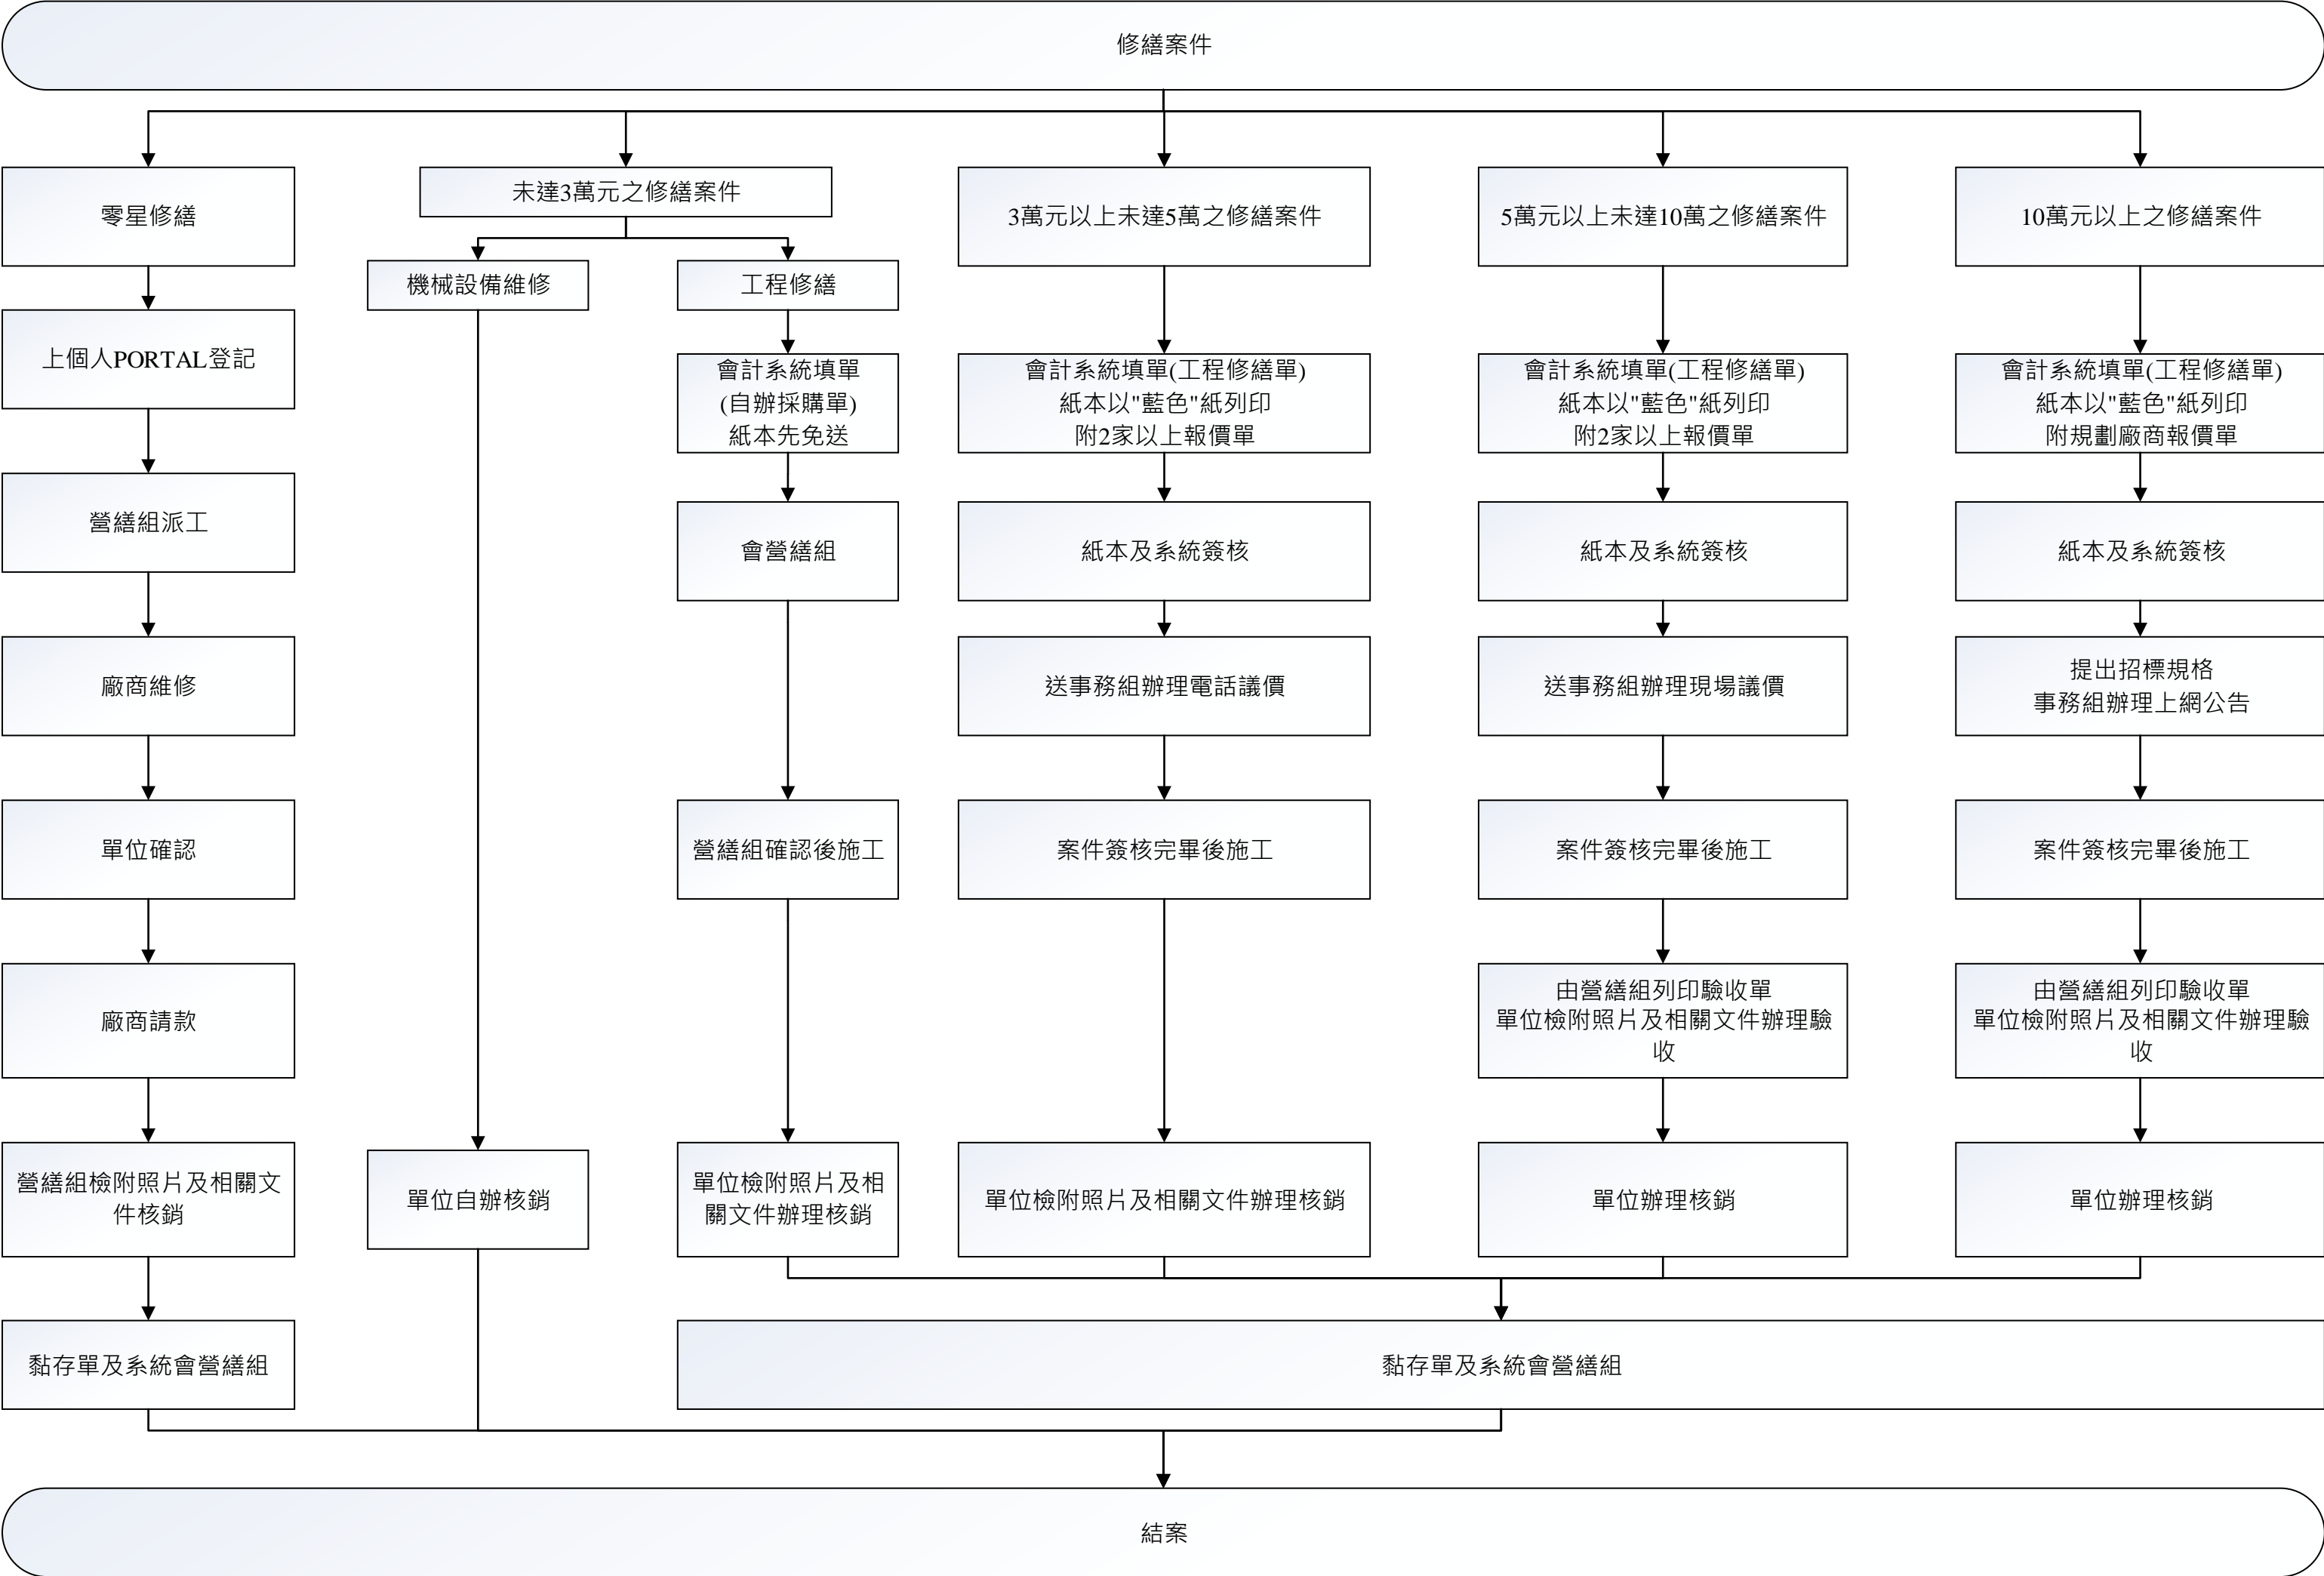 修繕案件
零星修繕
未達3萬元之修繕案件
3萬元以上未達5萬之修繕案件
5萬元以上未達10萬之修繕案件
10萬元以上之修繕案件
機械設備維修
工程修繕
上個人PORTAL登記
會計系統填單
(自辦採購單)
紙本先免送
會計系統填單(工程修繕單)
紙本以"藍色"紙列印
附2家以上報價單
會計系統填單(工程修繕單)
紙本以"藍色"紙列印
附2家以上報價單
會計系統填單(工程修繕單)
紙本以"藍色"紙列印
附規劃廠商報價單
營繕組派工
會營繕組
紙本及系統簽核
紙本及系統簽核
紙本及系統簽核
廠商維修
送事務組辦理電話議價
送事務組辦理現場議價
提出招標規格
事務組辦理上網公告
單位確認
營繕組確認後施工
案件簽核完畢後施工
案件簽核完畢後施工
案件簽核完畢後施工
廠商請款
由營繕組列印驗收單
單位檢附照片及相關文件辦理驗
收
由營繕組列印驗收單
單位檢附照片及相關文件辦理驗
收
營繕組檢附照片及相關文
件核銷
單位自辦核銷
單位檢附照片及相
關文件辦理核銷
單位檢附照片及相關文件辦理核銷
單位辦理核銷
單位辦理核銷
黏存單及系統會營繕組
黏存單及系統會營繕組
結案